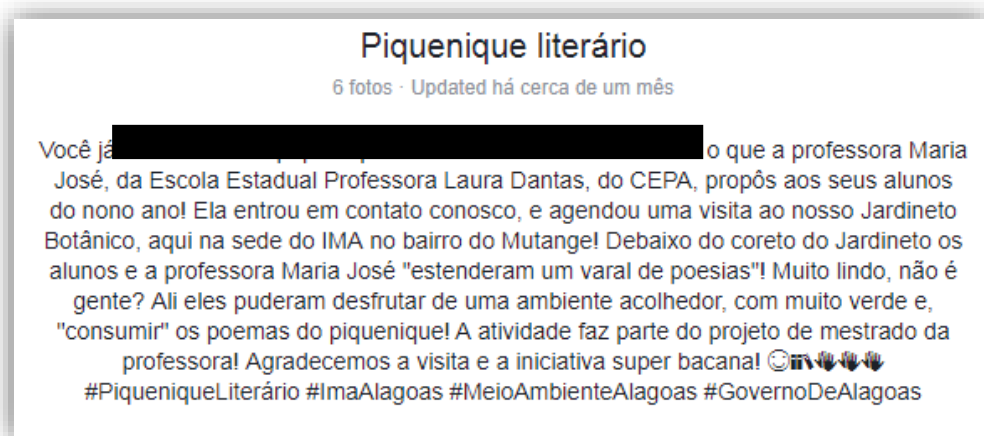 Piquenique literário
6 fotos · Updated há cerca de um mês
Você já o que a professora Maria
José, da Escola Estadual Professora Laura Dantas, do CEPA, propôs aos seus alunos
do nono ano! Ela entrou em contato conosco, e agendou uma visita ao nosso Jardineto
Botânico, aqui na sede do IMA no bairro do Mutange! Debaixo do coreto do Jardineto os
alunos e a professora Maria José "estenderam um varal de poesias"! Muito lindo, não é
gente? Ali eles puderam desfrutar de uma ambiente acolhedor, com muito verde e,
"consumir" os poemas do piquenique! A atividade faz parte do projeto de mestrado da
professora! Agradecemos a visita e a iniciativa super bacana!
#PiqueniqueLiterário #ImaAlagoas #MeioAmbienteAlagoas #GovernoDeAlagoas